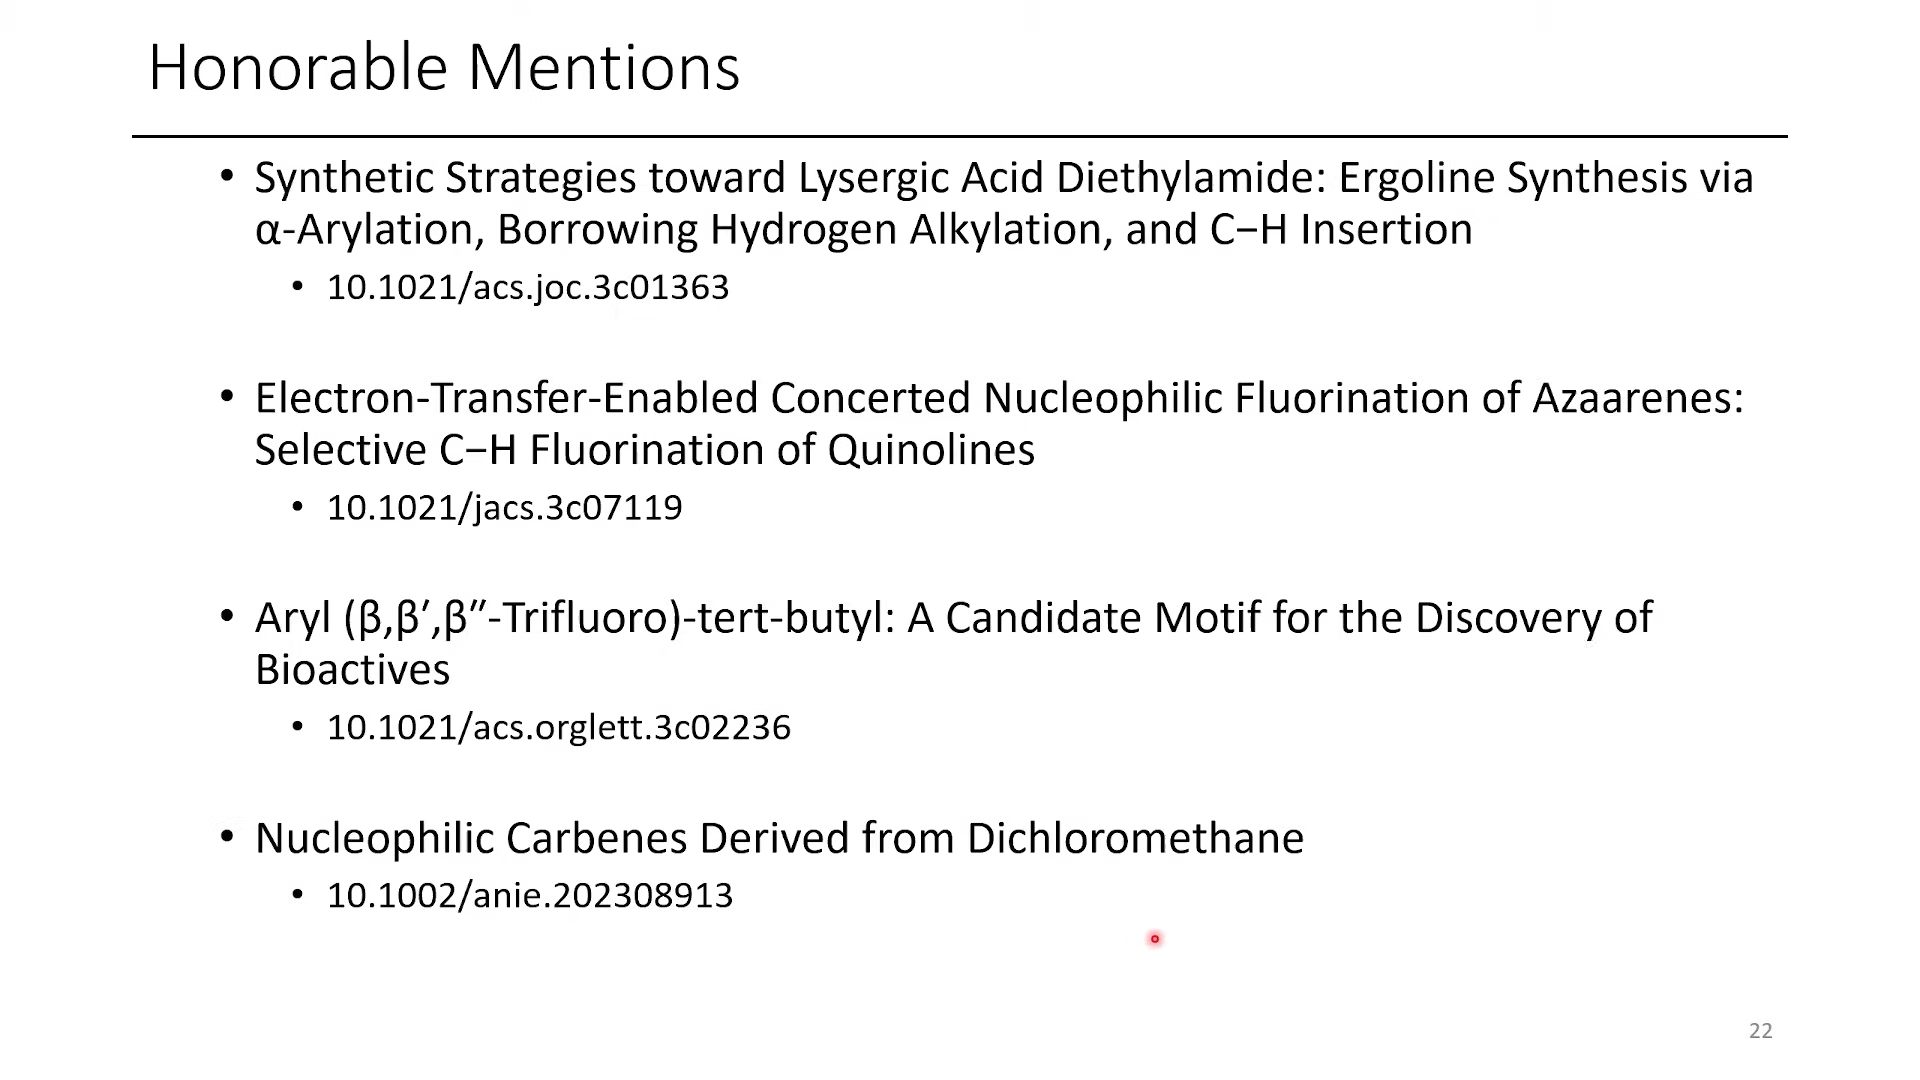 Honorable Mentions
• Synthetic Strategies toward Lysergic Acid Diethylamide: Ergoline Synthesis via
α-Arylation, Borrowing Hydrogen Alkylation, and C−H Insertion
• 10.1021/acs.joc.3c01363
• Electron-Transfer-Enabled Concerted Nucleophilic Fluorination of Azaarenes:
Selective C−H Fluorination of Quinolines
• 10.1021/jacs.3c07119
• Aryl (β,β′,β″-Trifluoro)-tert-butyl: A Candidate Motif for the Discovery of
Bioactives
• 10.1021/acs.orglett.3c02236
• Nucleophilic Carbenes Derived from Dichloromethane
• 10.1002/anie.202308913
22